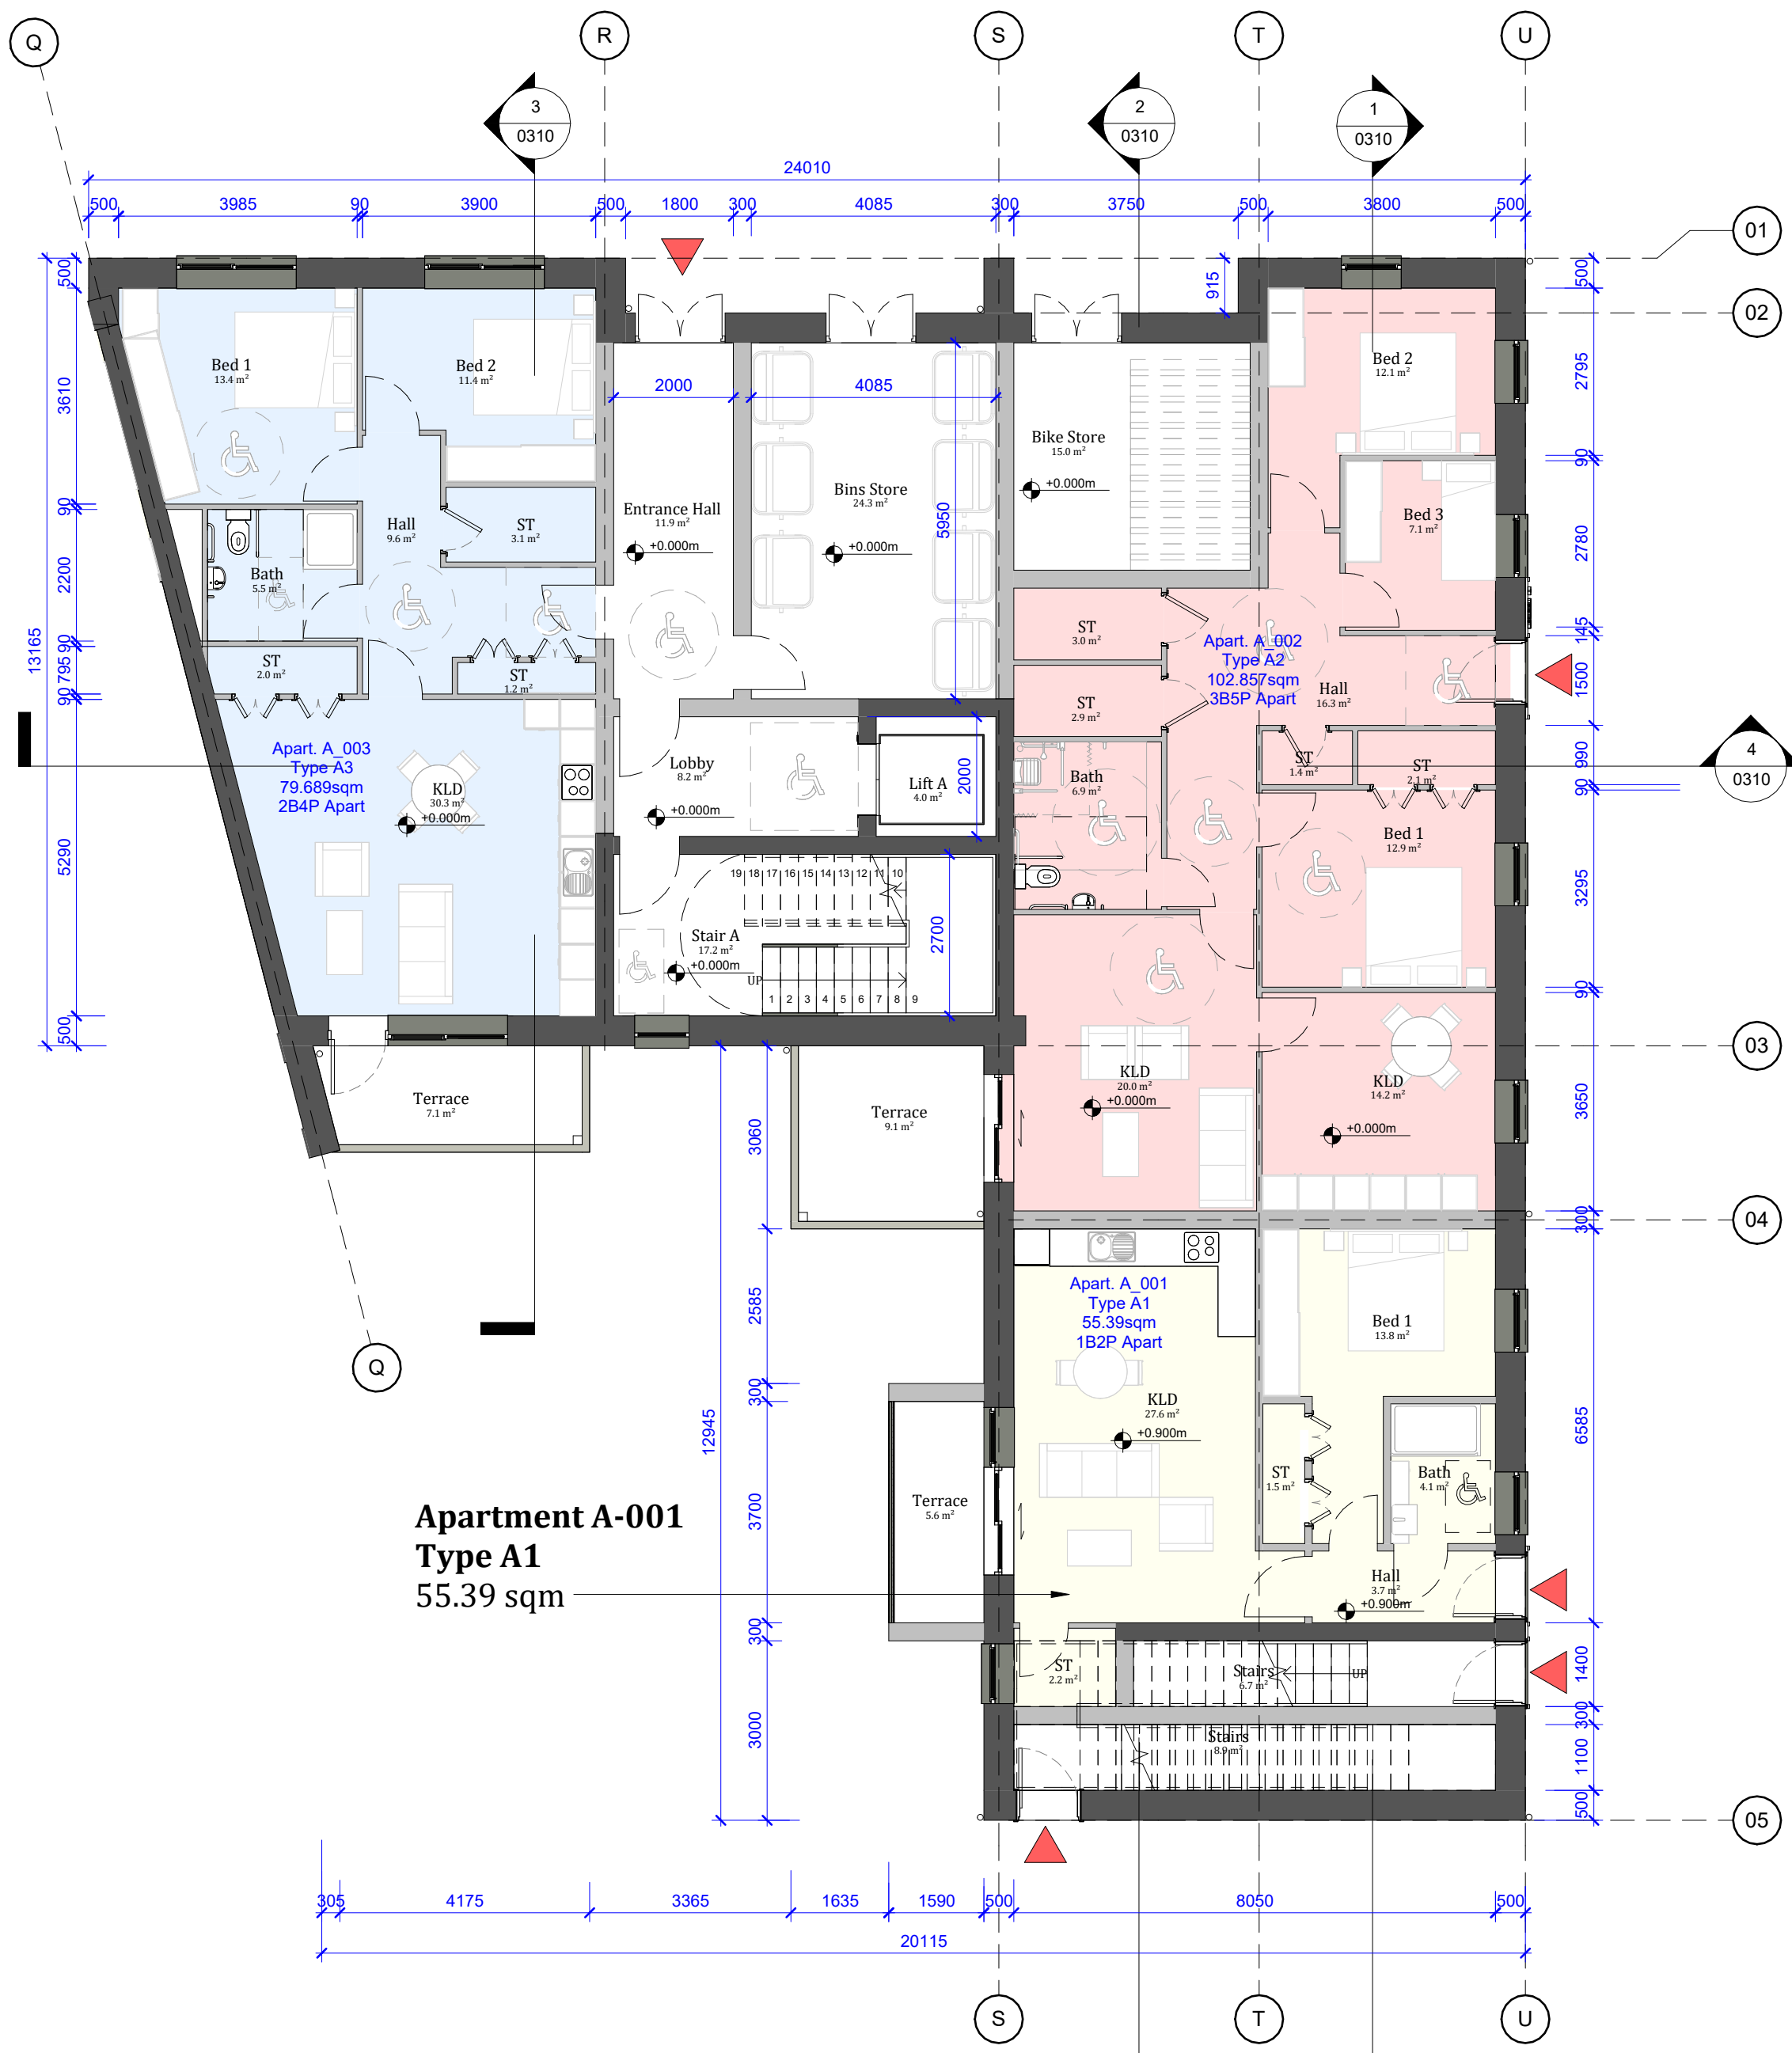 Q
R
S
T
U
3
0310
2
0310
1
0310
24010
500
3985
90
3900
500
1800
300
4085
300
3750
500
3800
500
01
02
03
04
05
13165
500
3610
90
2200
90
795
90
5290
500
915
500
2795
90
2780
145
1500
990
90
3295
90
3650
300
6585
1400
300
1100
500
Bed 1
13.4 m²
Bed 2
11.4 m²
Hall
9.6 m²
ST
3.1 m²
Bath
5.5 m²
ST
2.0 m²
ST
1.2 m²
Apart. A_003
Type A3
79.689sqm
2B4P Apart
KLD
30.3 m²
+0.000m
Terrace
7.1 m²
2000
4085
5950
Entrance Hall
11.9 m²
+0.000m
Bins Store
24.3 m²
+0.000m
Bike Store
15.0 m²
+0.000m
Lobby
8.2 m²
+0.000m
Lift A
4.0 m²
2000
19 18 17 16 15 14 13 12 11 10
Stair A
17.2 m²
+0.000m
2700
UP
1 2 3 4 5 6 7 8 9
Bed 2
12.1 m²
Bed 3
7.1 m²
ST
3.0 m²
ST
2.9 m²
Apart. A_002
Type A2
102.857sqm
3B5P Apart
Hall
16.3 m²
ST
1.4 m²
ST
2.1 m²
4
0310
Bath
6.9 m²
Bed 1
12.9 m²
KLD
20.0 m²
+0.000m
KLD
14.2 m²
+0.000m
Terrace
9.1 m²
3060
2585
300
3700
300
3000
12945
Q
Apart. A_001
Type A1
55.39sqm
1B2P Apart
Bed 1
13.8 m²
KLD
27.6 m²
+0.900m
ST
1.5 m²
Bath
4.1 m²
Terrace
5.6 m²
Apartment A-001
Type A1
55.39 sqm
Hall
3.7 m²
+0.900m
ST
2.2 m²
Stairs
6.7 m²
UP
Stairs
8.9 m²
305
4175
3365
1635
1590
500
8050
500
20115
S
T
U